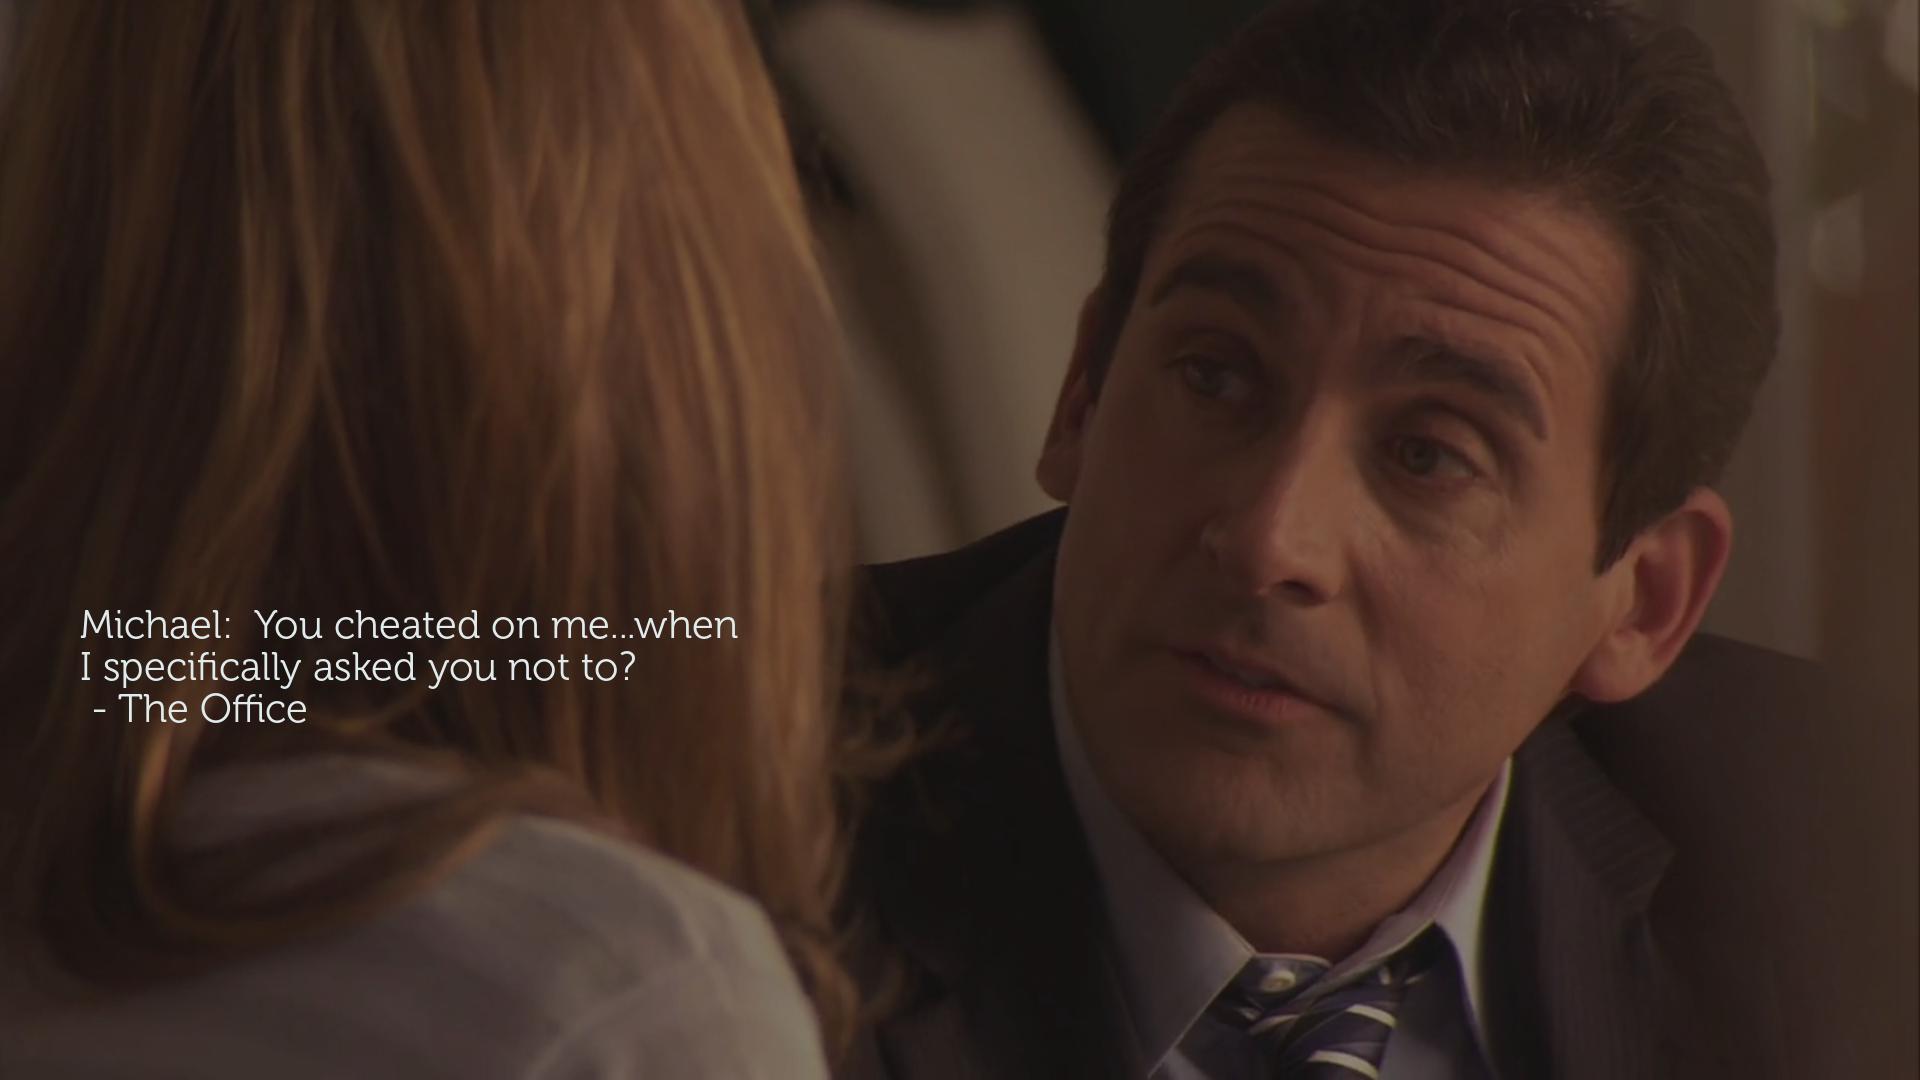 Michael:  You cheated on me...when
I specifically asked you not to?
- The Office